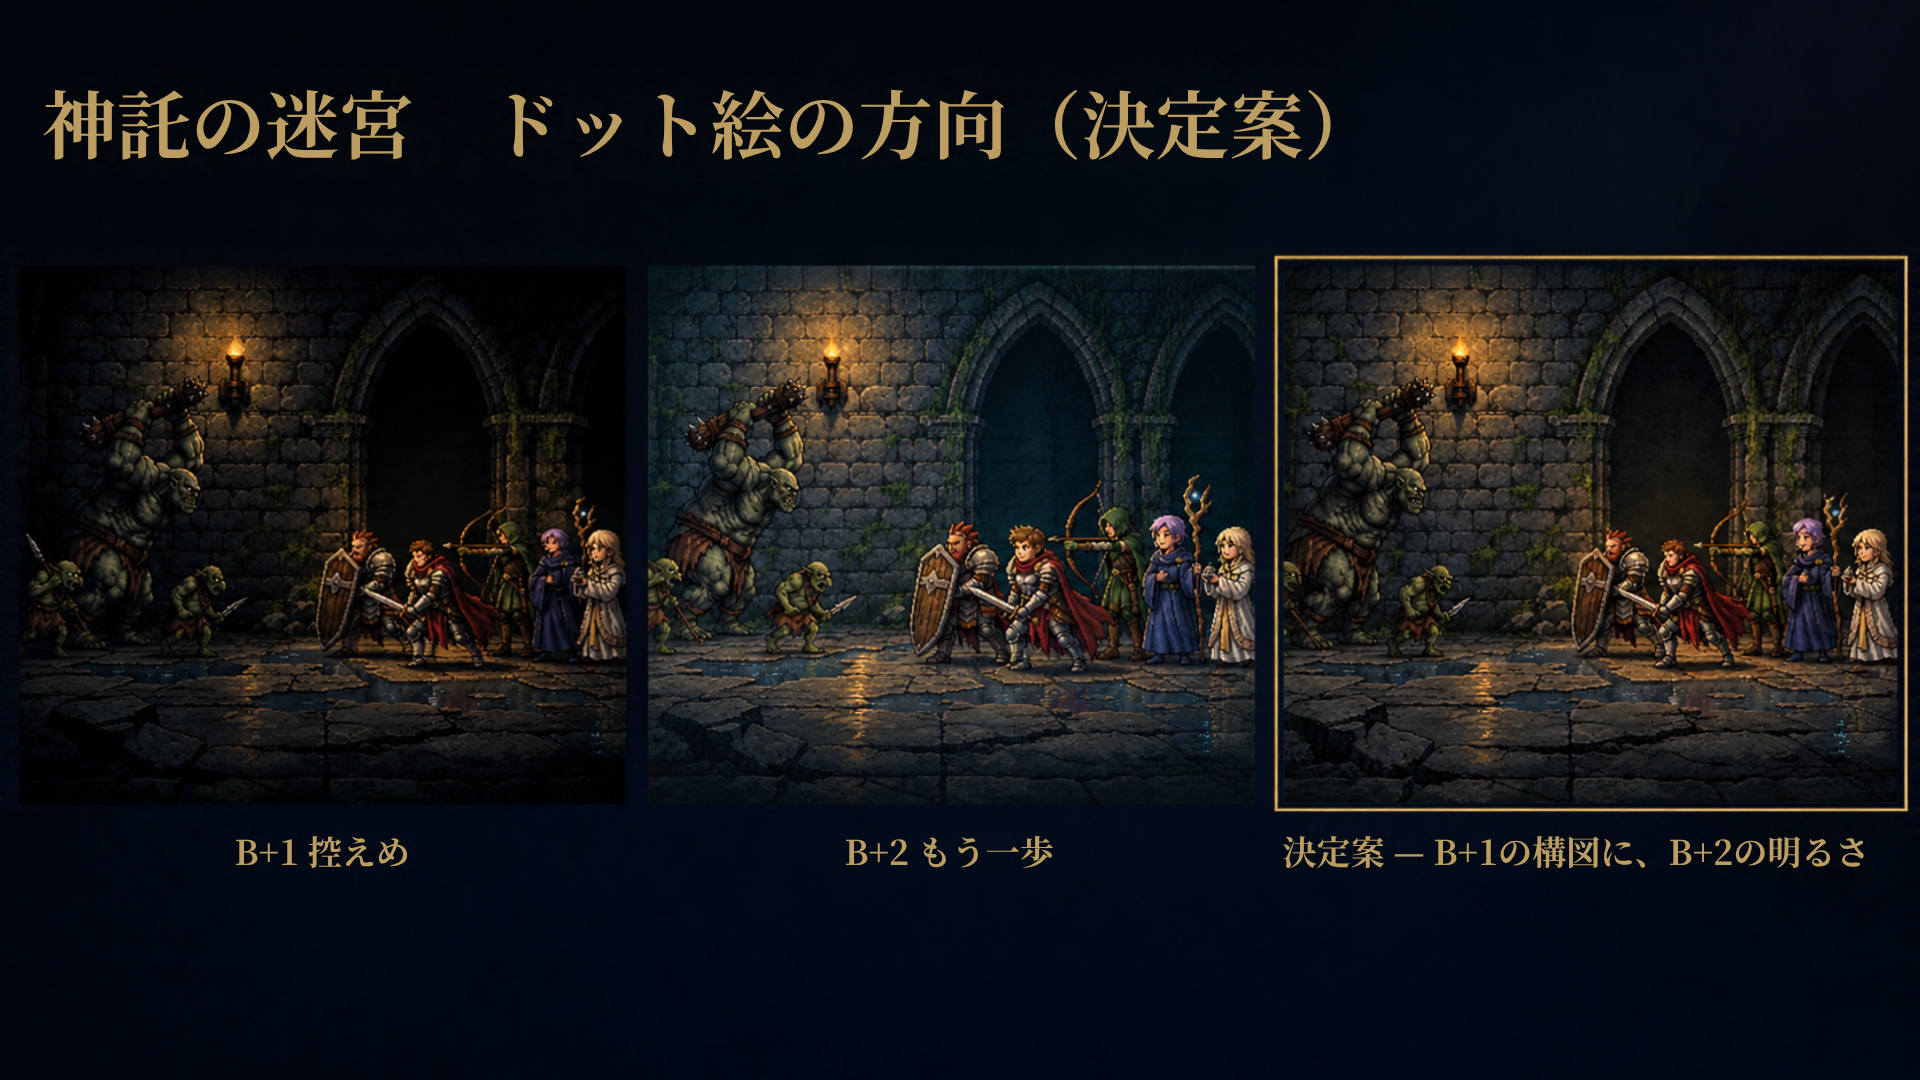 神託の迷宮　ドット絵の方向（決定案）
B+1 控えめ
B+2 もう一歩
決定案 — B+1の構図に、B+2の明るさ